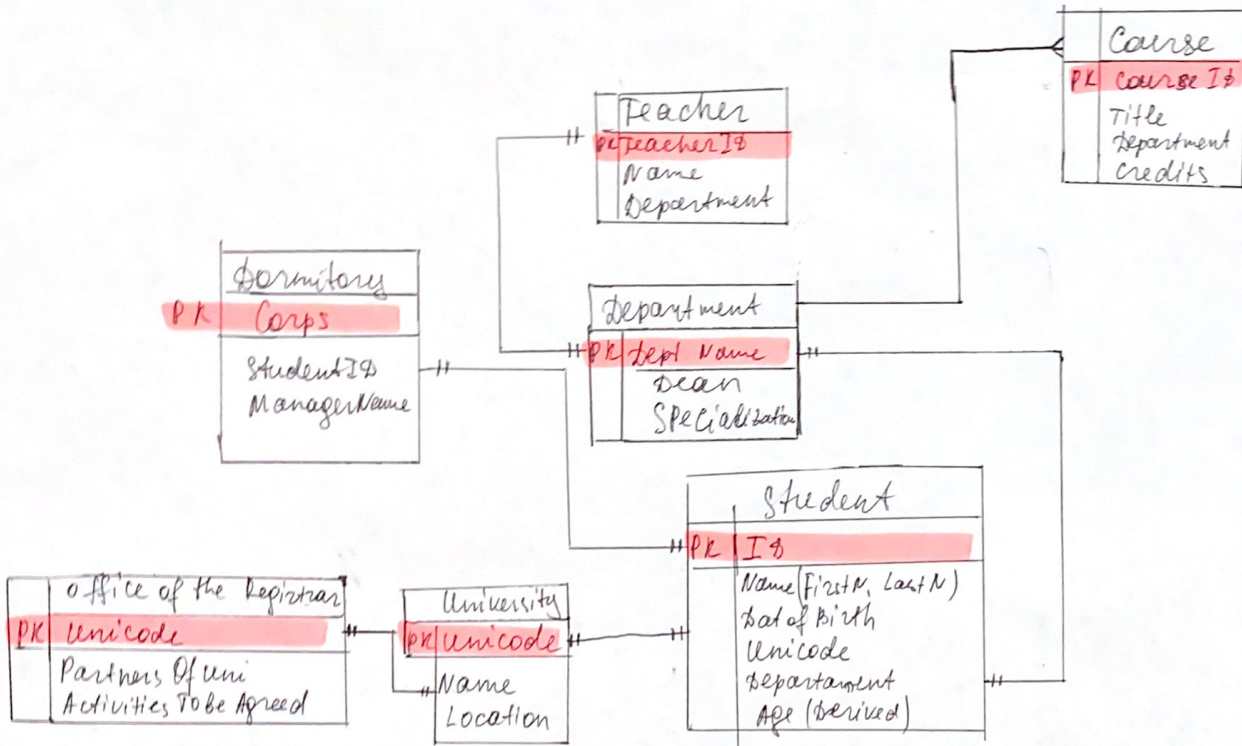 Course
PK Course ID
Title
Department
Credits
Teacher
PK TeacherID
Name
Department
Dormitory
PK Corps
StudentID
ManagerName
Department
PK Dept Name
Dean
Specialization
Student
PK ID
Name (FirstN, LastN)
Dat of Birth
Unicode
Departament
Age (Derived)
Office of the Registrar
PK Unicode
Partners Of uni
Activities To be Agreed
University
PK Unicode
Name
Location